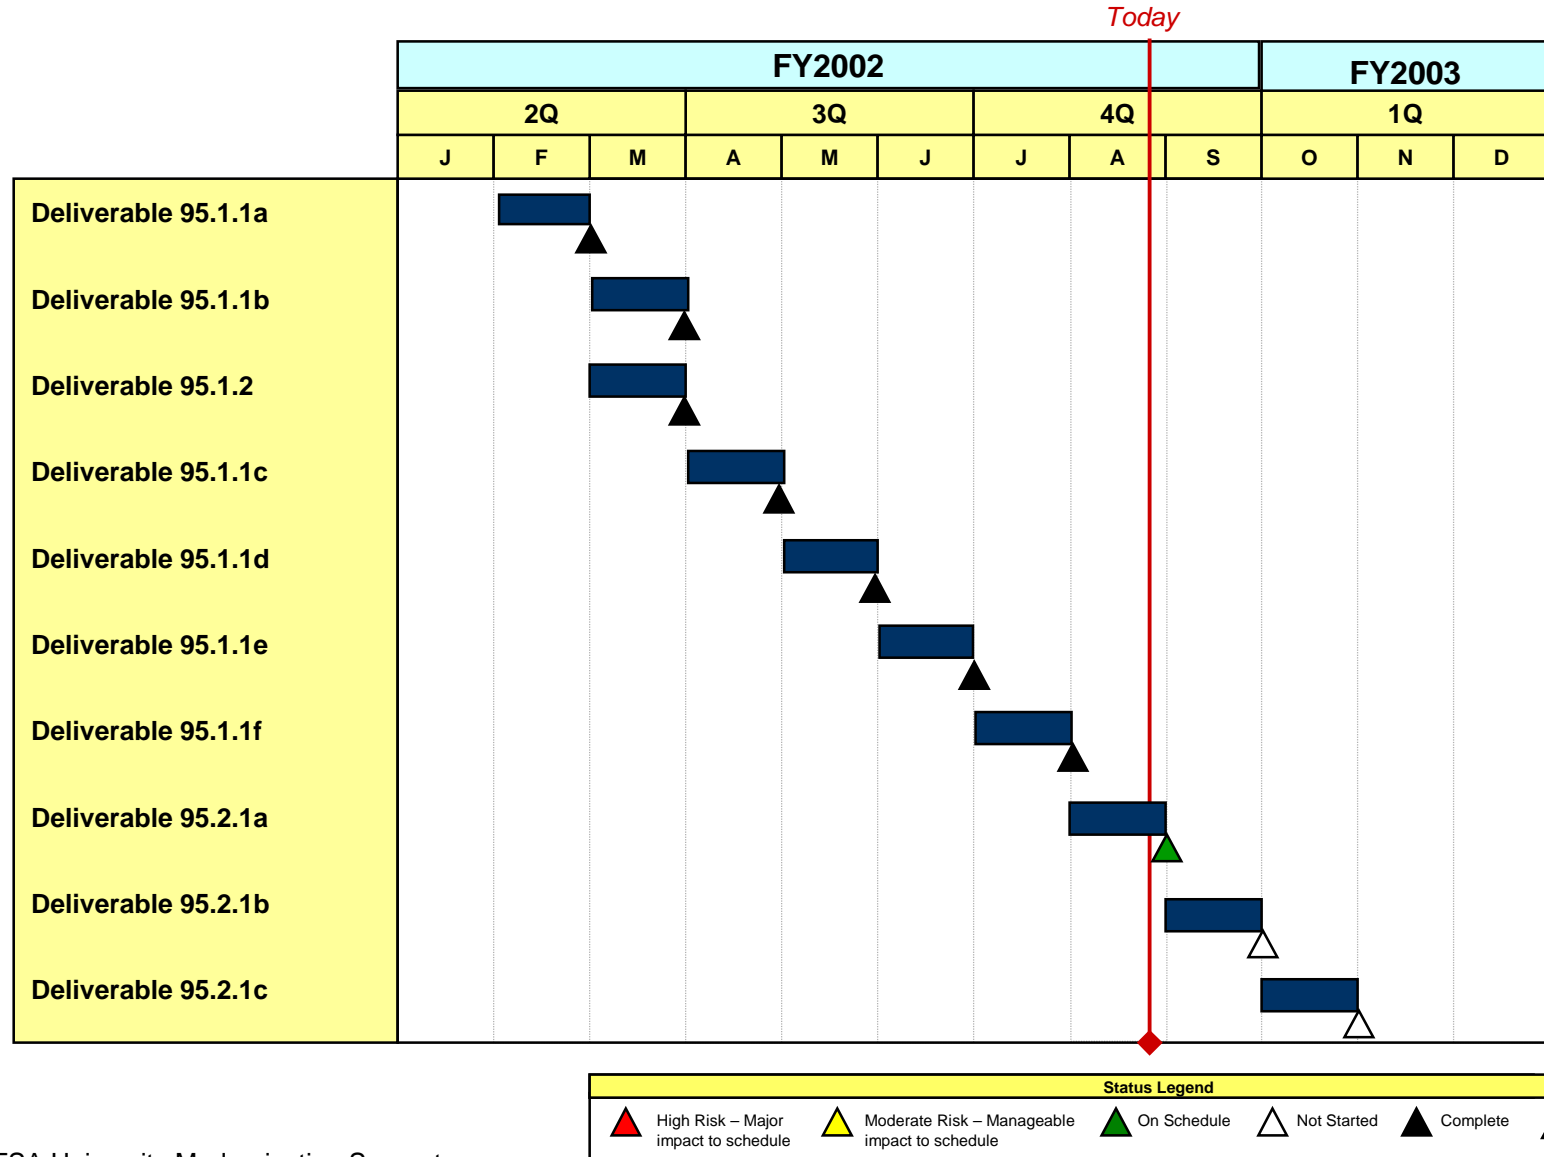 Today
FY2002 FY2003
2Q 3Q 4Q 1Q
J F M A M J J A S O N D
Deliverable 95.1.1a
Deliverable 95.1.1b
Deliverable 95.1.2
Deliverable 95.1.1c
Deliverable 95.1.1d
Deliverable 95.1.1e
Deliverable 95.1.1f
Deliverable 95.2.1a
Deliverable 95.2.1b
Deliverable 95.2.1c
Status Legend
High Risk – Major
impact to schedule
Moderate Risk – Manageable
impact to schedule
On Schedule
Not Started
Complete